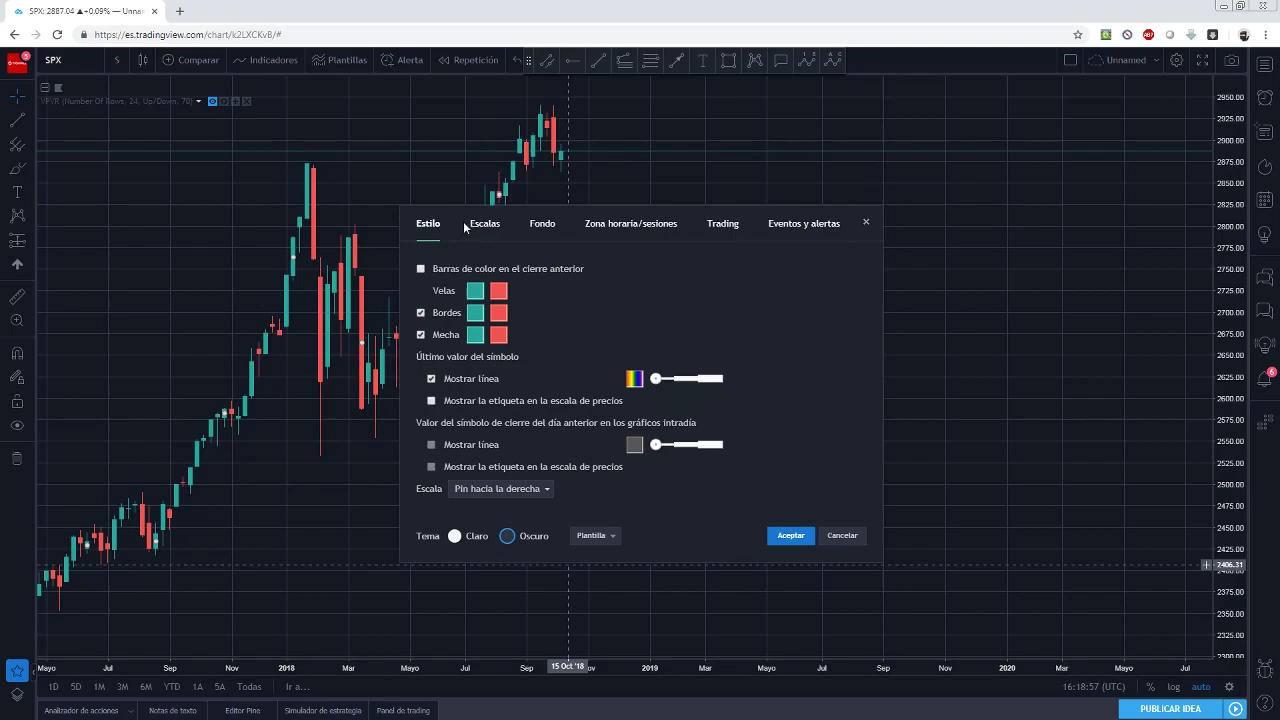 SPX: 2887.04 ▲+0.09% — Unnar
https://es.tradingview.com/chart/k2LXCKvB/#
SPX S Comparar Indicadores Plantillas Alerta Repetición Unnamed
VPVR (Number Of Rows, 24, Up/Down, 70)
2950.00
2925.00
2900.00
2875.00
2850.00
2825.00
2800.00
2775.00
2750.00
2725.00
2700.00
2675.00
2650.00
2625.00
2600.00
2575.00
2550.00
2525.00
2500.00
2475.00
2450.00
2425.00
2406.31
2400.00
2375.00
2350.00
2325.00
2300.00
Estilo Escalas Fondo Zona horaria/sesiones Trading Eventos y alertas
Barras de color en el cierre anterior
Velas
Bordes
Mecha
Último valor del símbolo
Mostrar línea
Mostrar la etiqueta en la escala de precios
Valor del símbolo de cierre del día anterior en los gráficos intradía
Mostrar línea
Mostrar la etiqueta en la escala de precios
Escala Pin hacia la derecha
Tema Claro Oscuro Plantilla Aceptar Cancelar
6
Mayo Jul Sep Nov 2018 Mar Mayo Jul Sep 15 Oct '18 ov 2019 Mar Mayo Jul Sep Nov 2020 Mar Mayo Jul
1D 5D 1M 3M 6M YTD 1A 5A Todas Ir a... 16:18:57 (UTC) % log auto
Analizador de acciones Notas de texto Editor Pine Simulador de estrategia Panel de trading PUBLICAR IDEA